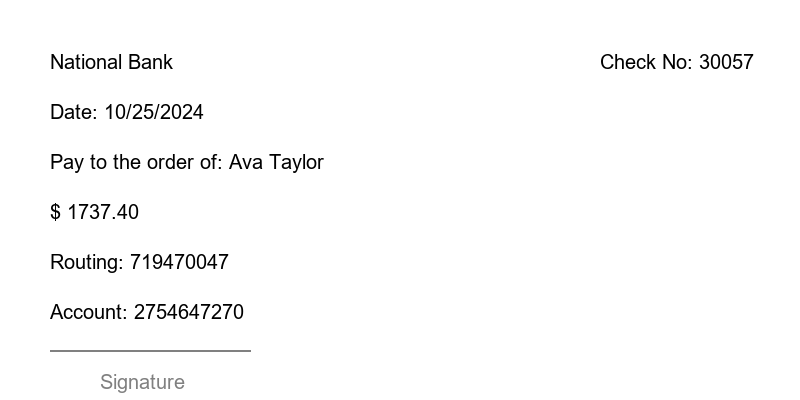 National Bank
Check No: 30057
Date: 10/25/2024
Pay to the order of: Ava Taylor
$ 1737.40
Routing: 719470047
Account: 2754647270
Signature